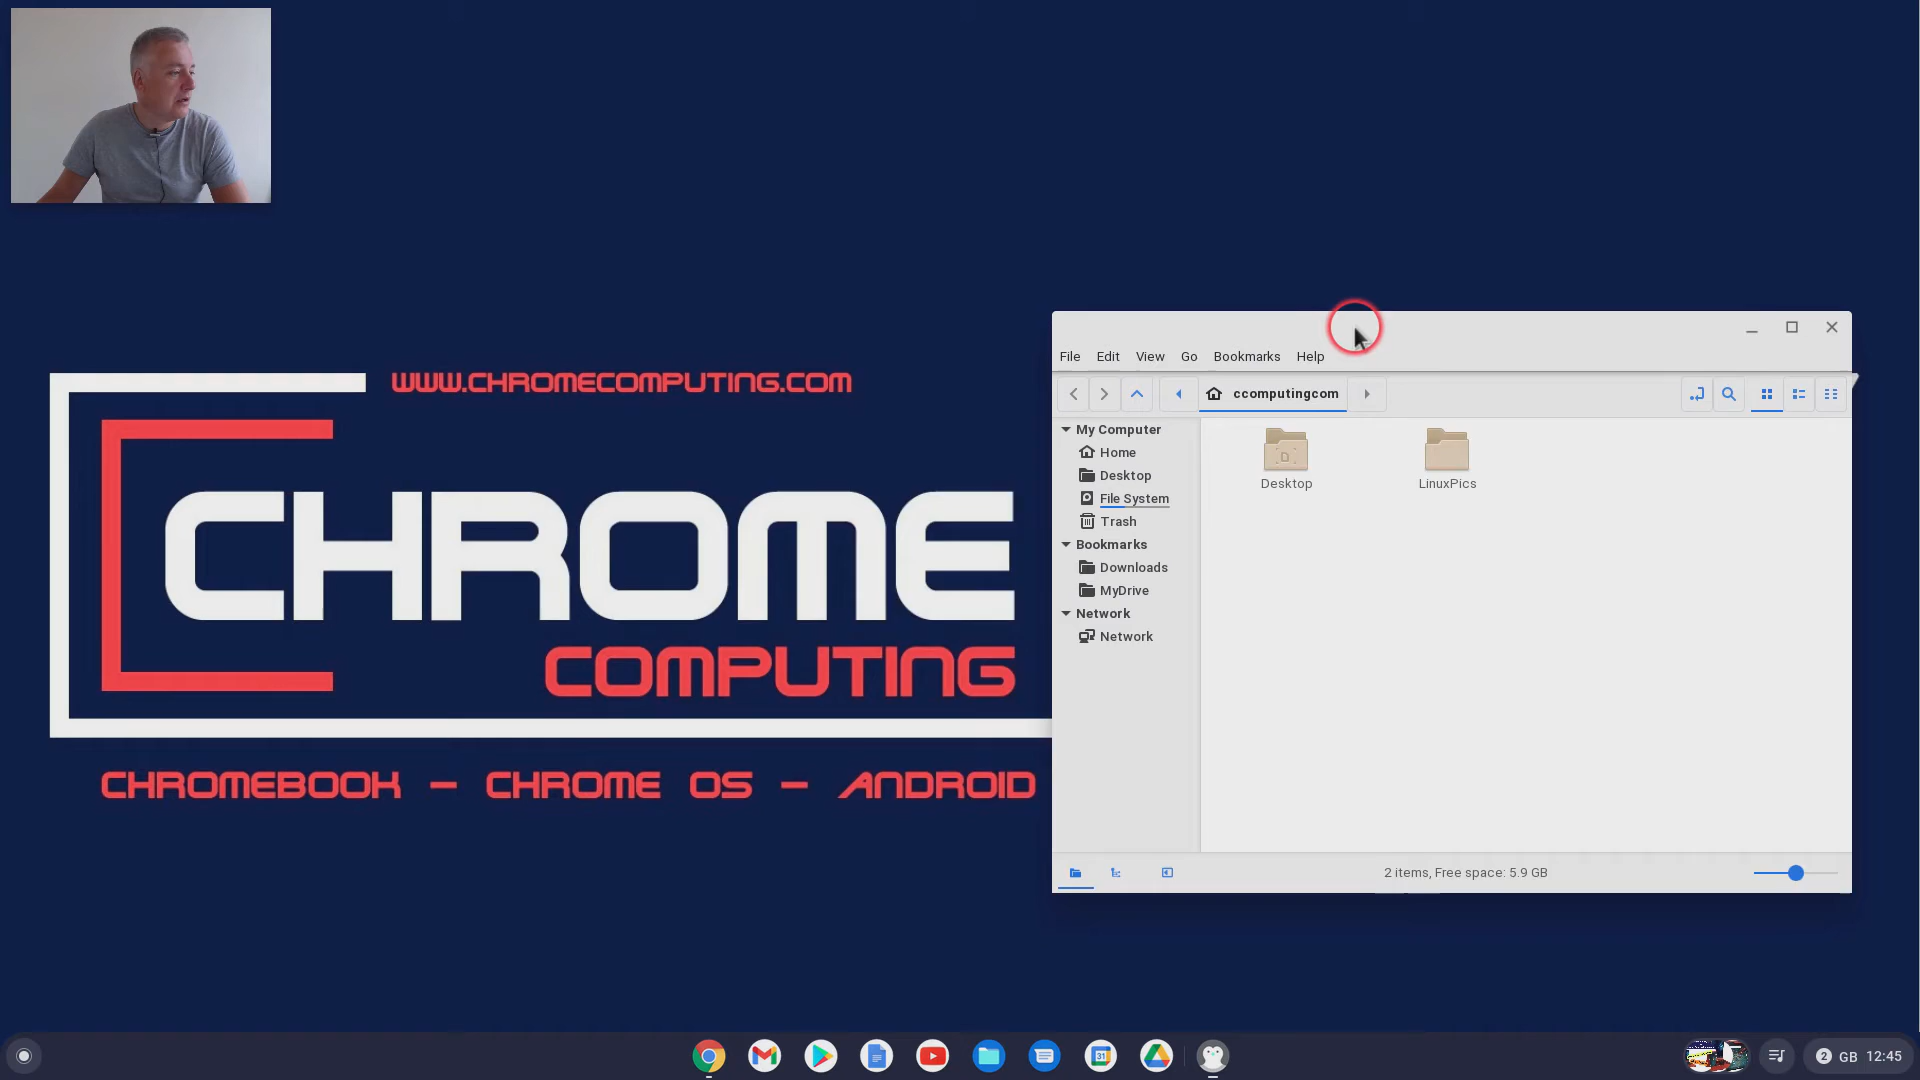 WWW.CHROMECOMPUTING.COM
CHROME
COMPUTING
CHROMEBOOK - CHROME OS - ANDROID
File Edit View Go Bookmarks Help
ccomputingcom
My Computer
Home
Desktop
File System
Trash
Bookmarks
Downloads
MyDrive
Network
Network
Desktop
LinuxPics
2 items, Free space: 5.9 GB
31
2 GB 12:45